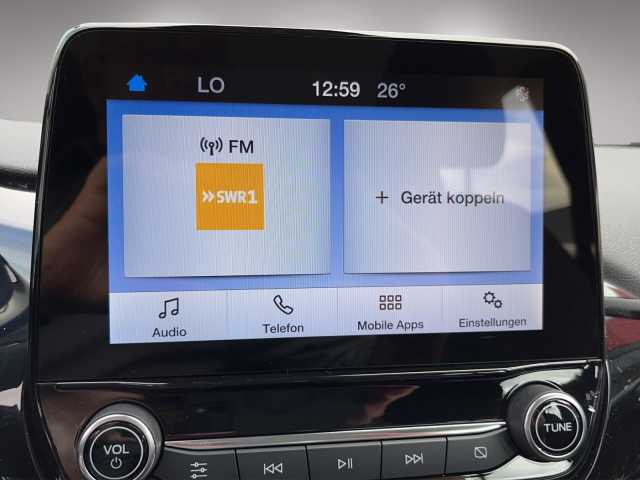 LO 12:59 26°
FM
SWR1
+ Gerät koppeln
Audio Telefon Mobile Apps Einstellungen
VOL TUNE